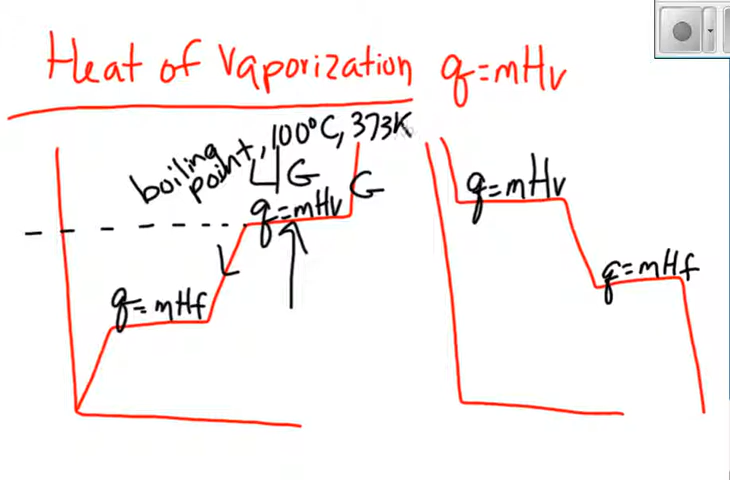 Heat of Vaporization q=mHv
boiling
point, 100°C, 373K
L/G
G
q=mHv
L
q=mHf
q=mHv
q=mHf